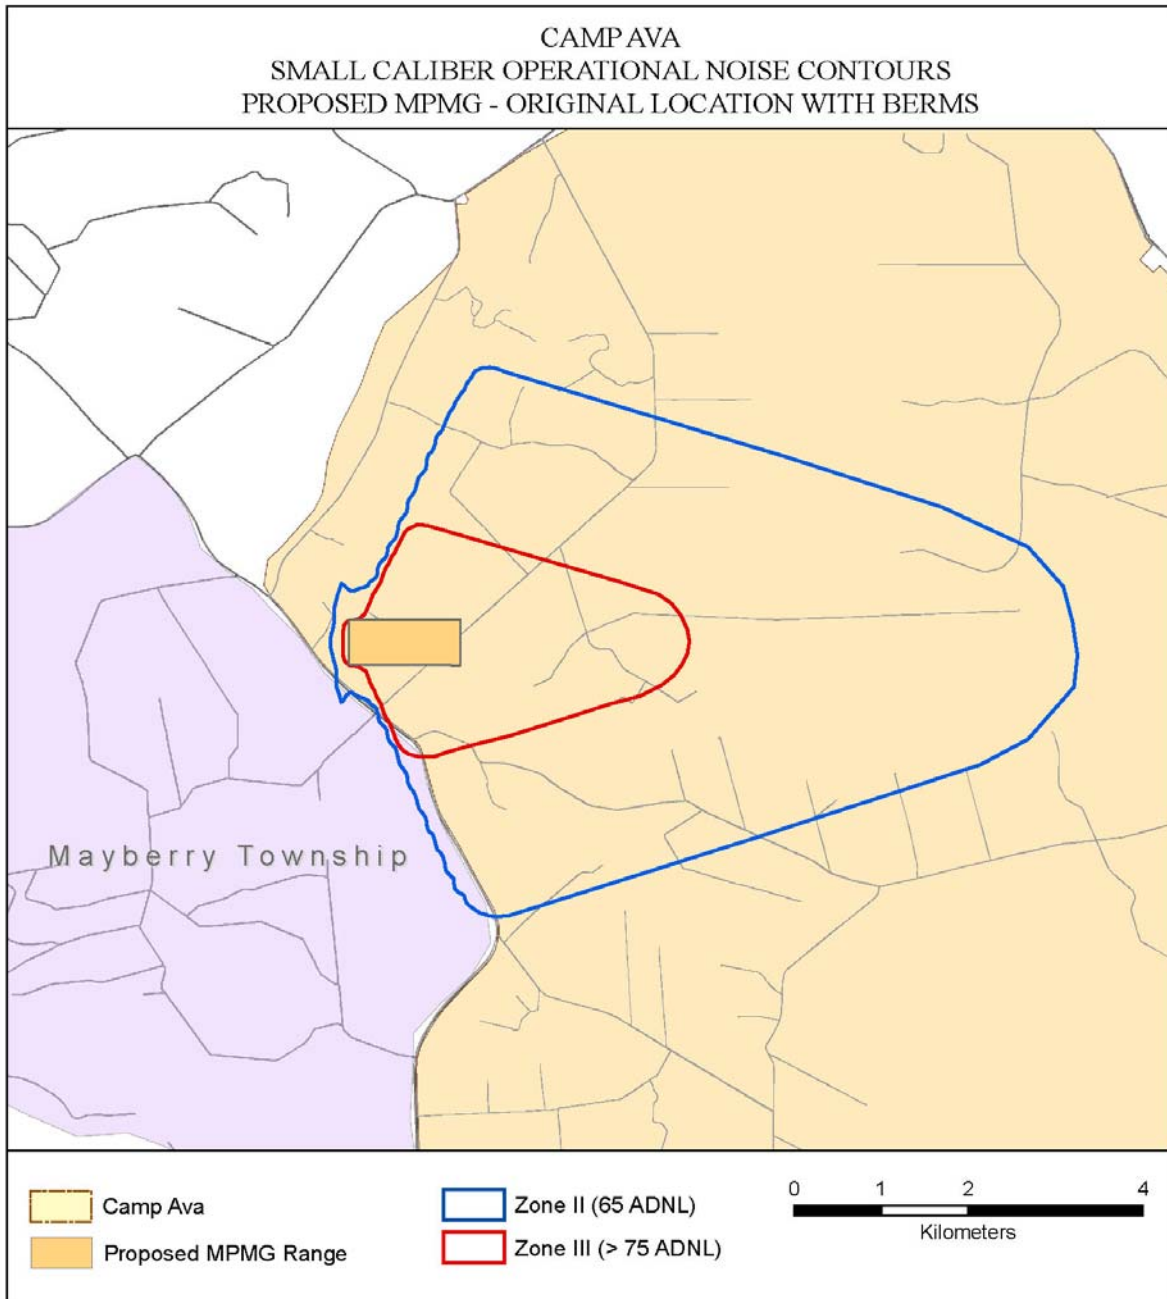 CAMP AVA
SMALL CALIBER OPERATIONAL NOISE CONTOURS
PROPOSED MPMG - ORIGINAL LOCATION WITH BERMS
Mayberry Township
Camp Ava
Proposed MPMG Range
Zone II (65 ADNL)
Zone III (> 75 ADNL)
0 1 2 4
Kilometers